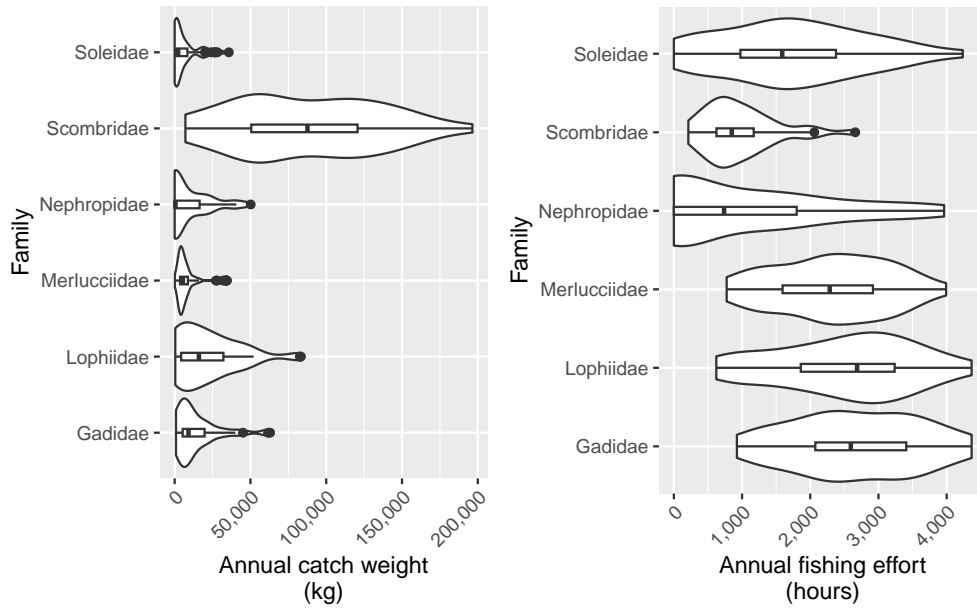 Soleidae
Scombridae
Nephropidae
Merlucciidae
Lophiidae
Gadidae
Family
0
50,000
100,000
150,000
200,000
Annual catch weight
(kg)
Soleidae
Scombridae
Nephropidae
Merlucciidae
Lophiidae
Gadidae
Family
0
1,000
2,000
3,000
4,000
Annual fishing effort
(hours)